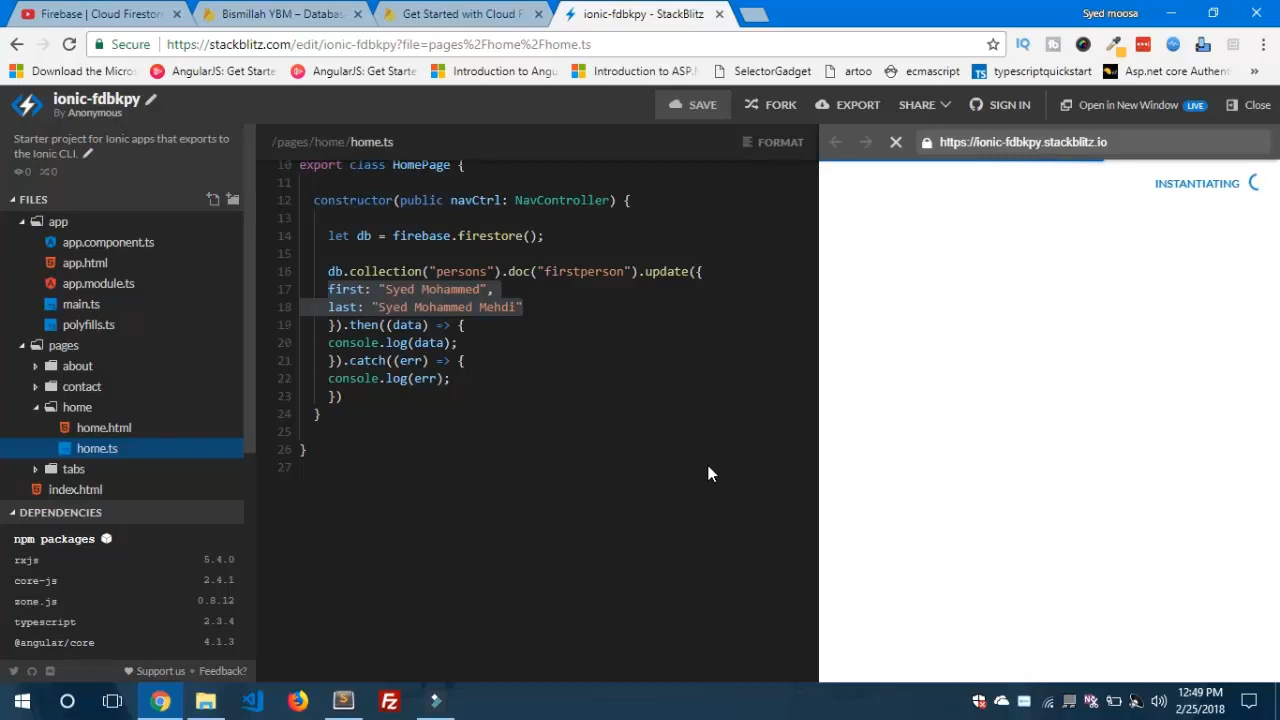 Firebase | Cloud Firestor
Bismillah YBM – Databas
Get Started with Cloud F
ionic-fdbkpy - StackBlitz
Syed moosa
Secure
https://stackblitz.com/edit/ionic-fdbkpy?file=pages%2Fhome%2Fhome.ts
Download the Micros
AngularJS: Get Starte
AngularJS: Get Starte
Introduction to Angu
Introduction to ASP.N
SelectorGadget
artoo
ecmascript
typescriptquickstart
Asp.net core Authent
»
ionic-fdbkpy
By Anonymous
SAVE
FORK
EXPORT
SHARE
SIGN IN
Open in New Window
LIVE
Close
Starter project for Ionic apps that exports to
the Ionic CLI.
0 0
FILES
app
app.component.ts
app.html
app.module.ts
main.ts
polyfills.ts
pages
about
contact
home
home.html
home.ts
tabs
index.html
DEPENDENCIES
npm packages
rxjs 5.4.0
core-js 2.4.1
zone.js 0.8.12
typescript 2.3.4
@angular/core 4.1.3
Support us • Feedback?
/pages/home/home.ts
FORMAT
10 export class HomePage {
11
12 constructor(public navCtrl: NavController) {
13
14 let db = firebase.firestore();
15
16 db.collection("persons").doc("firstperson").update({
17 first: "Syed Mohammed",
18 last: "Syed Mohammed Mehdi"
19 }).then((data) => {
20 console.log(data);
21 }).catch((err) => {
22 console.log(err);
23 })
24 }
25
26 }
27
https://ionic-fdbkpy.stackblitz.io
INSTANTIATING
12:49 PM
2/25/2018